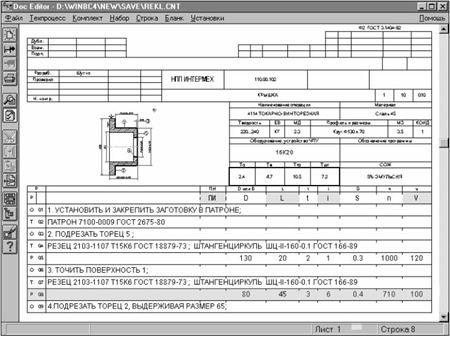 Doc Editor - D:\WINBC4\NEW\SAVE\REKL.CNT
Файл Техпроцесс Комплект Набор Строка Бланк Установки Помощь
Ф2 ГОСТ 3.1404-82
Дубл.
Взам.
Подл.
Разраб. Шутко
Проверил
Н. контр.
НПП ИНТЕРМЕХ 110.00.102
КРЫШКА 1 10 010
Наименование операции Материал
4114 ТОКАРНО-ВИНТОРЕЗНАЯ Сталь45
Твердость ЕВ МД Профиль и размеры МЗ КОИД
220...240 КГ 2.3 Круг Ф130 x 70 3.5 1
Оборудование,устройство ЧПУ Обозначение программы
16К20
То Тв Тпз Тшт СОЖ
2.4 4.7 10.5 7.2 5% ЭМУЛЬСИЯ
Р ПИ D или B L t i S n v
Р ПИ D L t i S n V
О 01 1. УСТАНОВИТЬ И ЗАКРЕПИТЬ ЗАГОТОВКУ В ПАТРОНЕ;
Т 02 ПАТРОН 7100-0009 ГОСТ 2675-80
О 03 2. ПОДРЕЗАТЬ ТОРЕЦ 5 ;
Т 04 РЕЗЕЦ 2103-1107 Т15К6 ГОСТ 18879-73 ; ШТАНГЕНЦИРКУЛЬ ШЦ-II-160-0.1 ГОСТ 166-89
Р 05 130 20 2 1 0.3 1000 120
О 06 3. ТОЧИТЬ ПОВЕРХНОСТЬ 1;
Т 07 РЕЗЕЦ 2103-1107 Т15К6 ГОСТ 18879-73; ШТАНГЕНЦИРКУЛЬ ШЦ-II-160-0.1 ГОСТ 166-89
Р 08 80 45 3 6 0.4 710 100
О 09 4.ПОДРЕЗАТЬ ТОРЕЦ 2, ВЫДЕРЖИВАЯ РАЗМЕР 65;
Лист 1 Строка 8